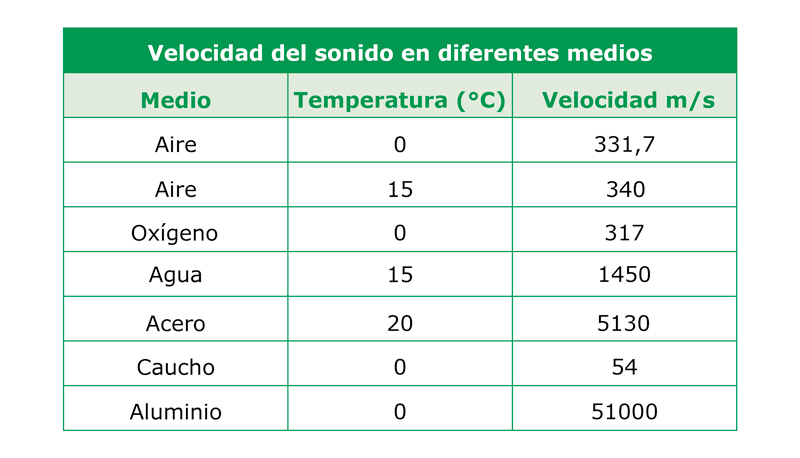 Velocidad del sonido en diferentes medios
Medio Temperatura (°C) Velocidad m/s
Aire 0 331,7
Aire 15 340
Oxígeno 0 317
Agua 15 1450
Acero 20 5130
Caucho 0 54
Aluminio 0 51000